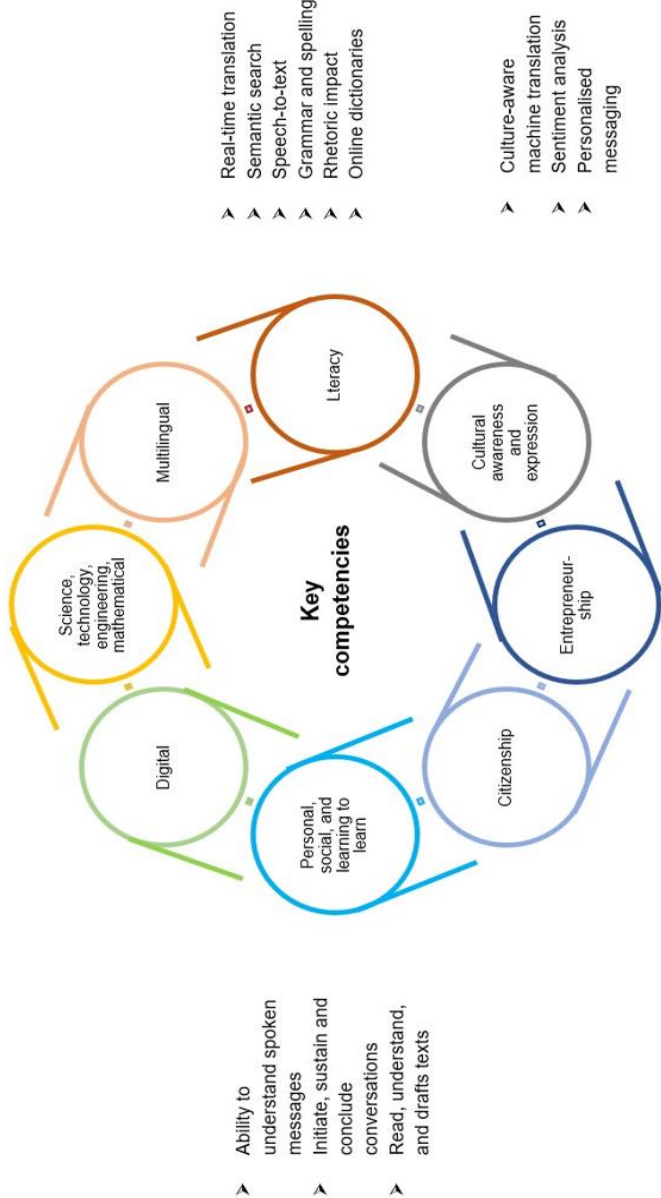 Ability to
understand spoken
messages
Initiate, sustain and
conclude
conversations
Read, understand,
and drafts texts
Key
competencies
Science,
technology,
engineering,
mathematical
Multilingual
Lteracy
Cultural
awareness
and
expression
Entrepreneur-
ship
Citizenship
Personal,
social, and
learning to
learn
Digital
Real-time translation
Semantic search
Speech-to-text
Grammar and spelling
Rhetoric impact
Online dictionaries
Culture-aware
machine translation
Sentiment analysis
Personalised
messaging